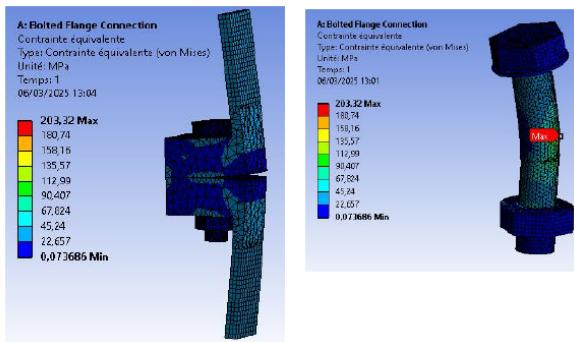 A: Bolted Flange Connection
Contrainte équivalente
Type: Contrainte équivalente (von Mises)
Unité: MPa
Temps: 1
06/03/2025 13:04
203,32 Max
180,74
158,16
135,57
112,99
90,407
67,824
45,24
22,657
0,073686 Min
A: Bolted Flange Connection
Contrainte équivalente
Type: Contrainte équivalente (von Mises)
Unité: MPa
Temps: 1
06/03/2025 13:01
203,32 Max
180,74
158,16
135,57
112,99
90,407
67,824
45,24
22,657
0,073686 Min
Max